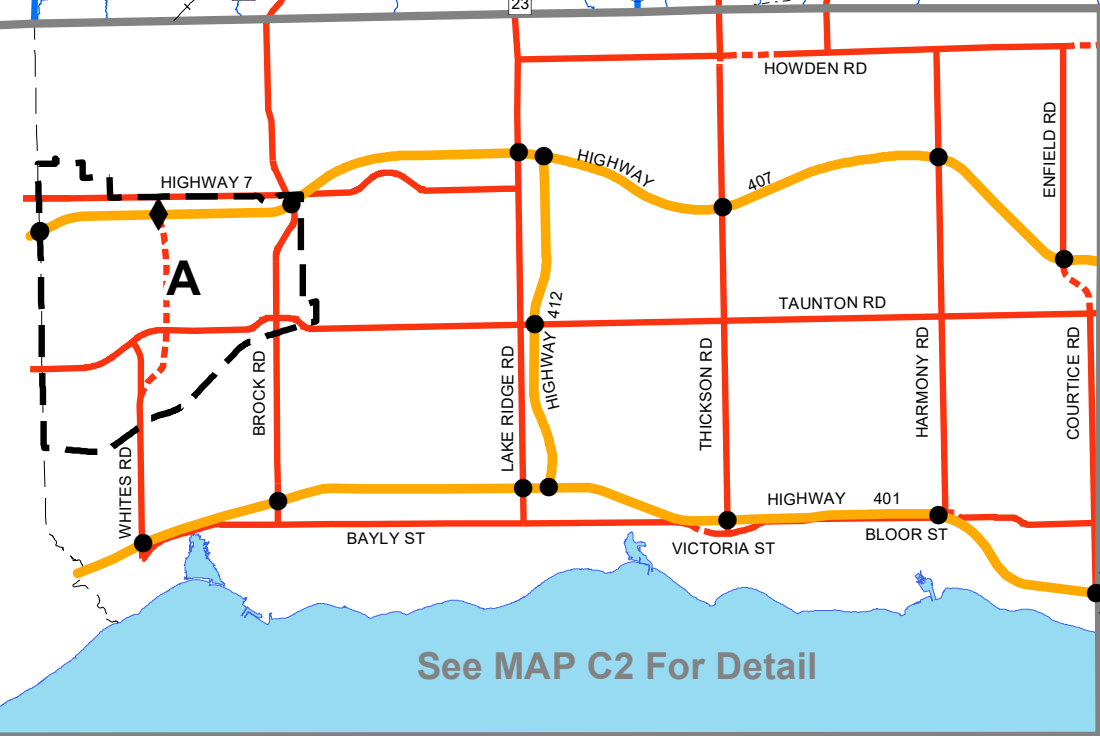 23
HOWDEN RD
ENFIELD RD
HIGHWAY
407
HIGHWAY 7
A
412
HIGHWAY
TAUNTON RD
BROCK RD
LAKE RIDGE RD
THICKSON RD
HARMONY RD
COURTICE RD
WHITES RD
HIGHWAY 401
BAYLY ST
VICTORIA ST
BLOOR ST
See MAP C2 For Detail